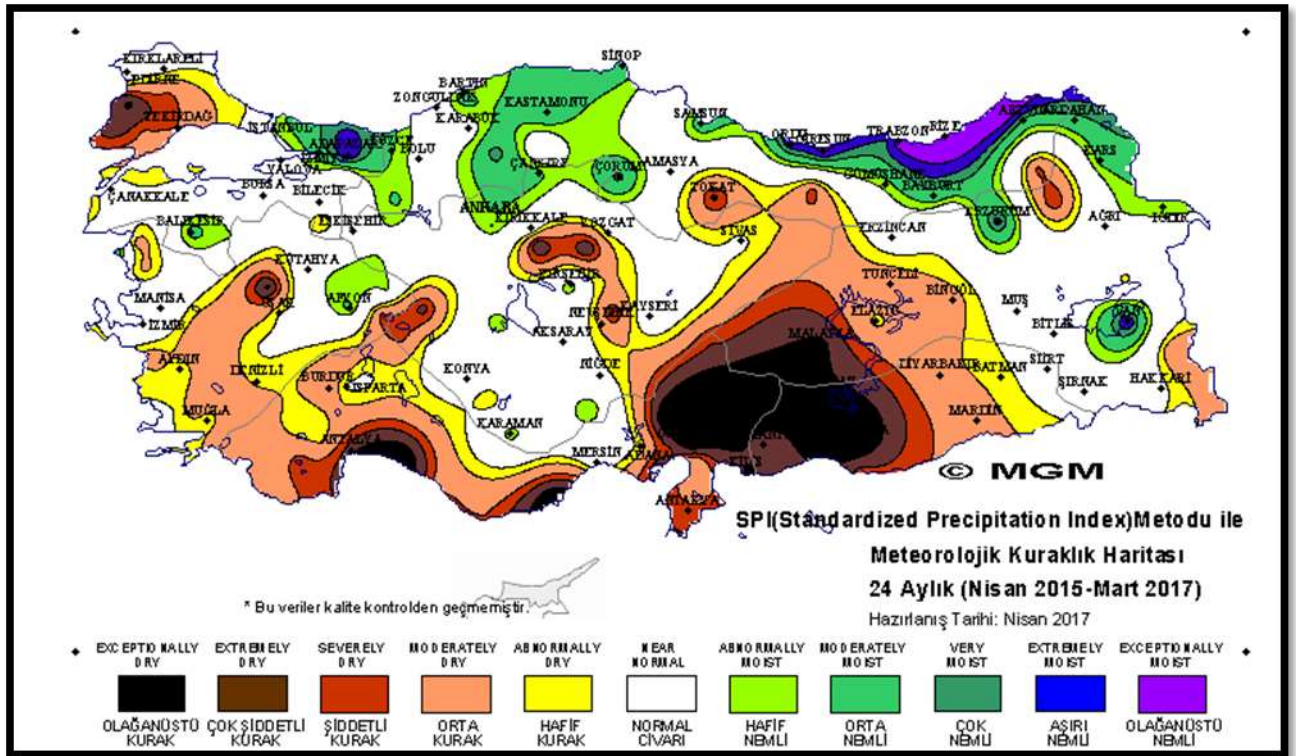 SİNOP
KIRKLARELİ
EDİRNE
BARTIN
ZONGULDAK
KASTAMONU
TEKİRDAĞ
KARABÜK
SAMSUN
ARDAHAN
İSTANBUL
RİZE
TRABZON
ORDU
BOLU
ADAPAZARI
YALOVA
ÇANKIRI
ÇORUM
AMASYA
KARS
GÜMÜŞHANE
ÇANAKKALE
BURSA
BİLECİK
TOKAT
BAYBURT
ANKARA
BALIKESİR
ESKİŞEHİR
KIRIKKALE
YOZGAT
ERZURUM
IĞDIR
SİVAS
ERZİNCAN
AĞRI
KÜTAHYA
KIRŞEHİR
TUNCELİ
MANİSA
UŞAK
AFYON
KAYSERİ
BİNGÖL
MUŞ
VAN
İZMİR
NEVŞEHİR
ELAZIĞ
AKSARAY
MALATYA
BİTLİS
AYDIN
DENİZLİ
BURDUR
ISPARTA
KONYA
NİĞDE
DİYARBAKIR
BATMAN
SİİRT
ŞIRNAK
HAKKARİ
MUĞLA
KARAMAN
MARDİN
ANTALYA
MERSİN
ADANA
KİLİS
ANTAKYA
© MGM
SPI(Standardized Precipitation Index)Metodu ile
Meteorolojik Kuraklık Haritası
24 Aylık (Nisan 2015-Mart 2017)
Hazırlanış Tarihi: Nisan 2017
* Bu veriler kalite kontrolden geçmemiştir.
EXCEPTIONALLY DRY
EXTREMELY DRY
SEVERELY DRY
MODERATELY DRY
ABNORMALLY DRY
NEAR NORMAL
ABNORMALLY MOIST
MODERATELY MOIST
VERY MOIST
EXTREMELY MOIST
EXCEPTIONALLY MOIST
OLAĞANÜSTÜ KURAK
ÇOK ŞİDDETLİ KURAK
ŞİDDETLİ KURAK
ORTA KURAK
HAFİF KURAK
NORMAL CİVARI
HAFİF NEMLİ
ORTA NEMLİ
ÇOK NEMLİ
AŞIRI NEMLİ
OLAĞANÜSTÜ NEMLİ